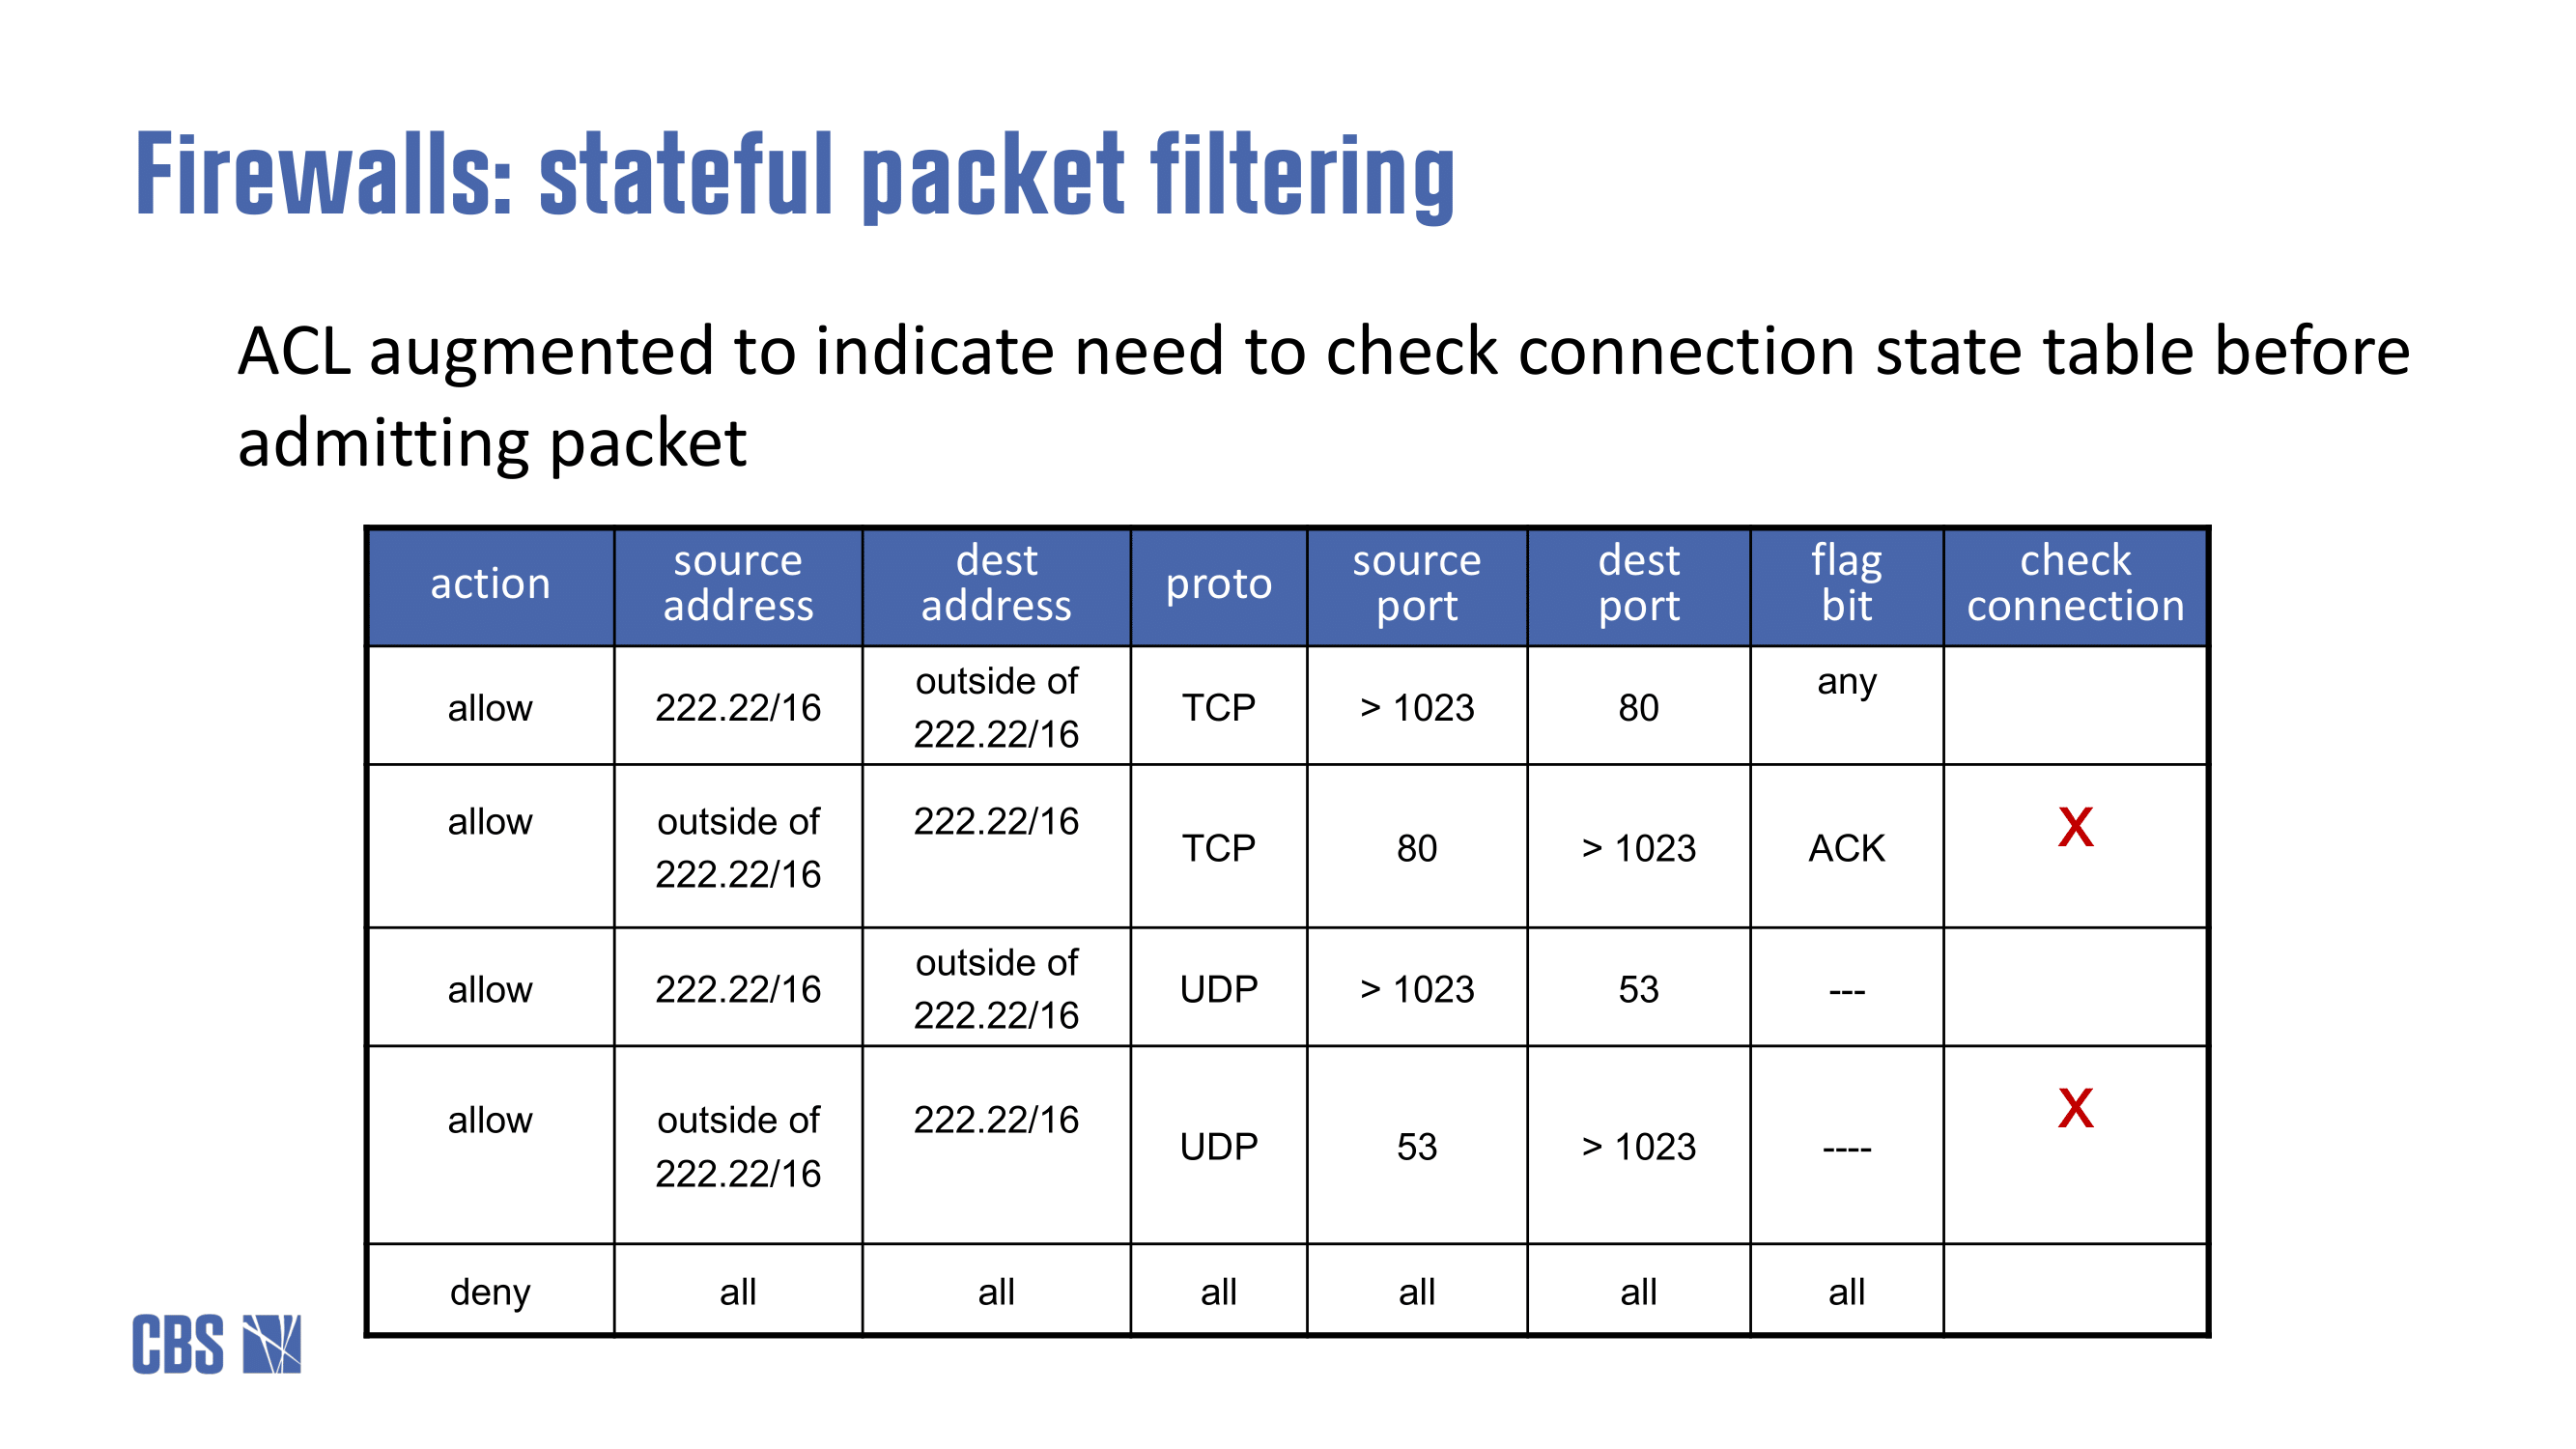 Firewalls: stateful packet filtering
ACL augmented to indicate need to check connection state table before
admitting packet
action source address dest address proto source port dest port flag bit check connection
allow 222.22/16 outside of 222.22/16 TCP > 1023 80 any
allow outside of 222.22/16 222.22/16 TCP 80 > 1023 ACK x
allow 222.22/16 outside of 222.22/16 UDP > 1023 53 ---
allow outside of 222.22/16 222.22/16 UDP 53 > 1023 ---- x
deny all all all all all all
CBS